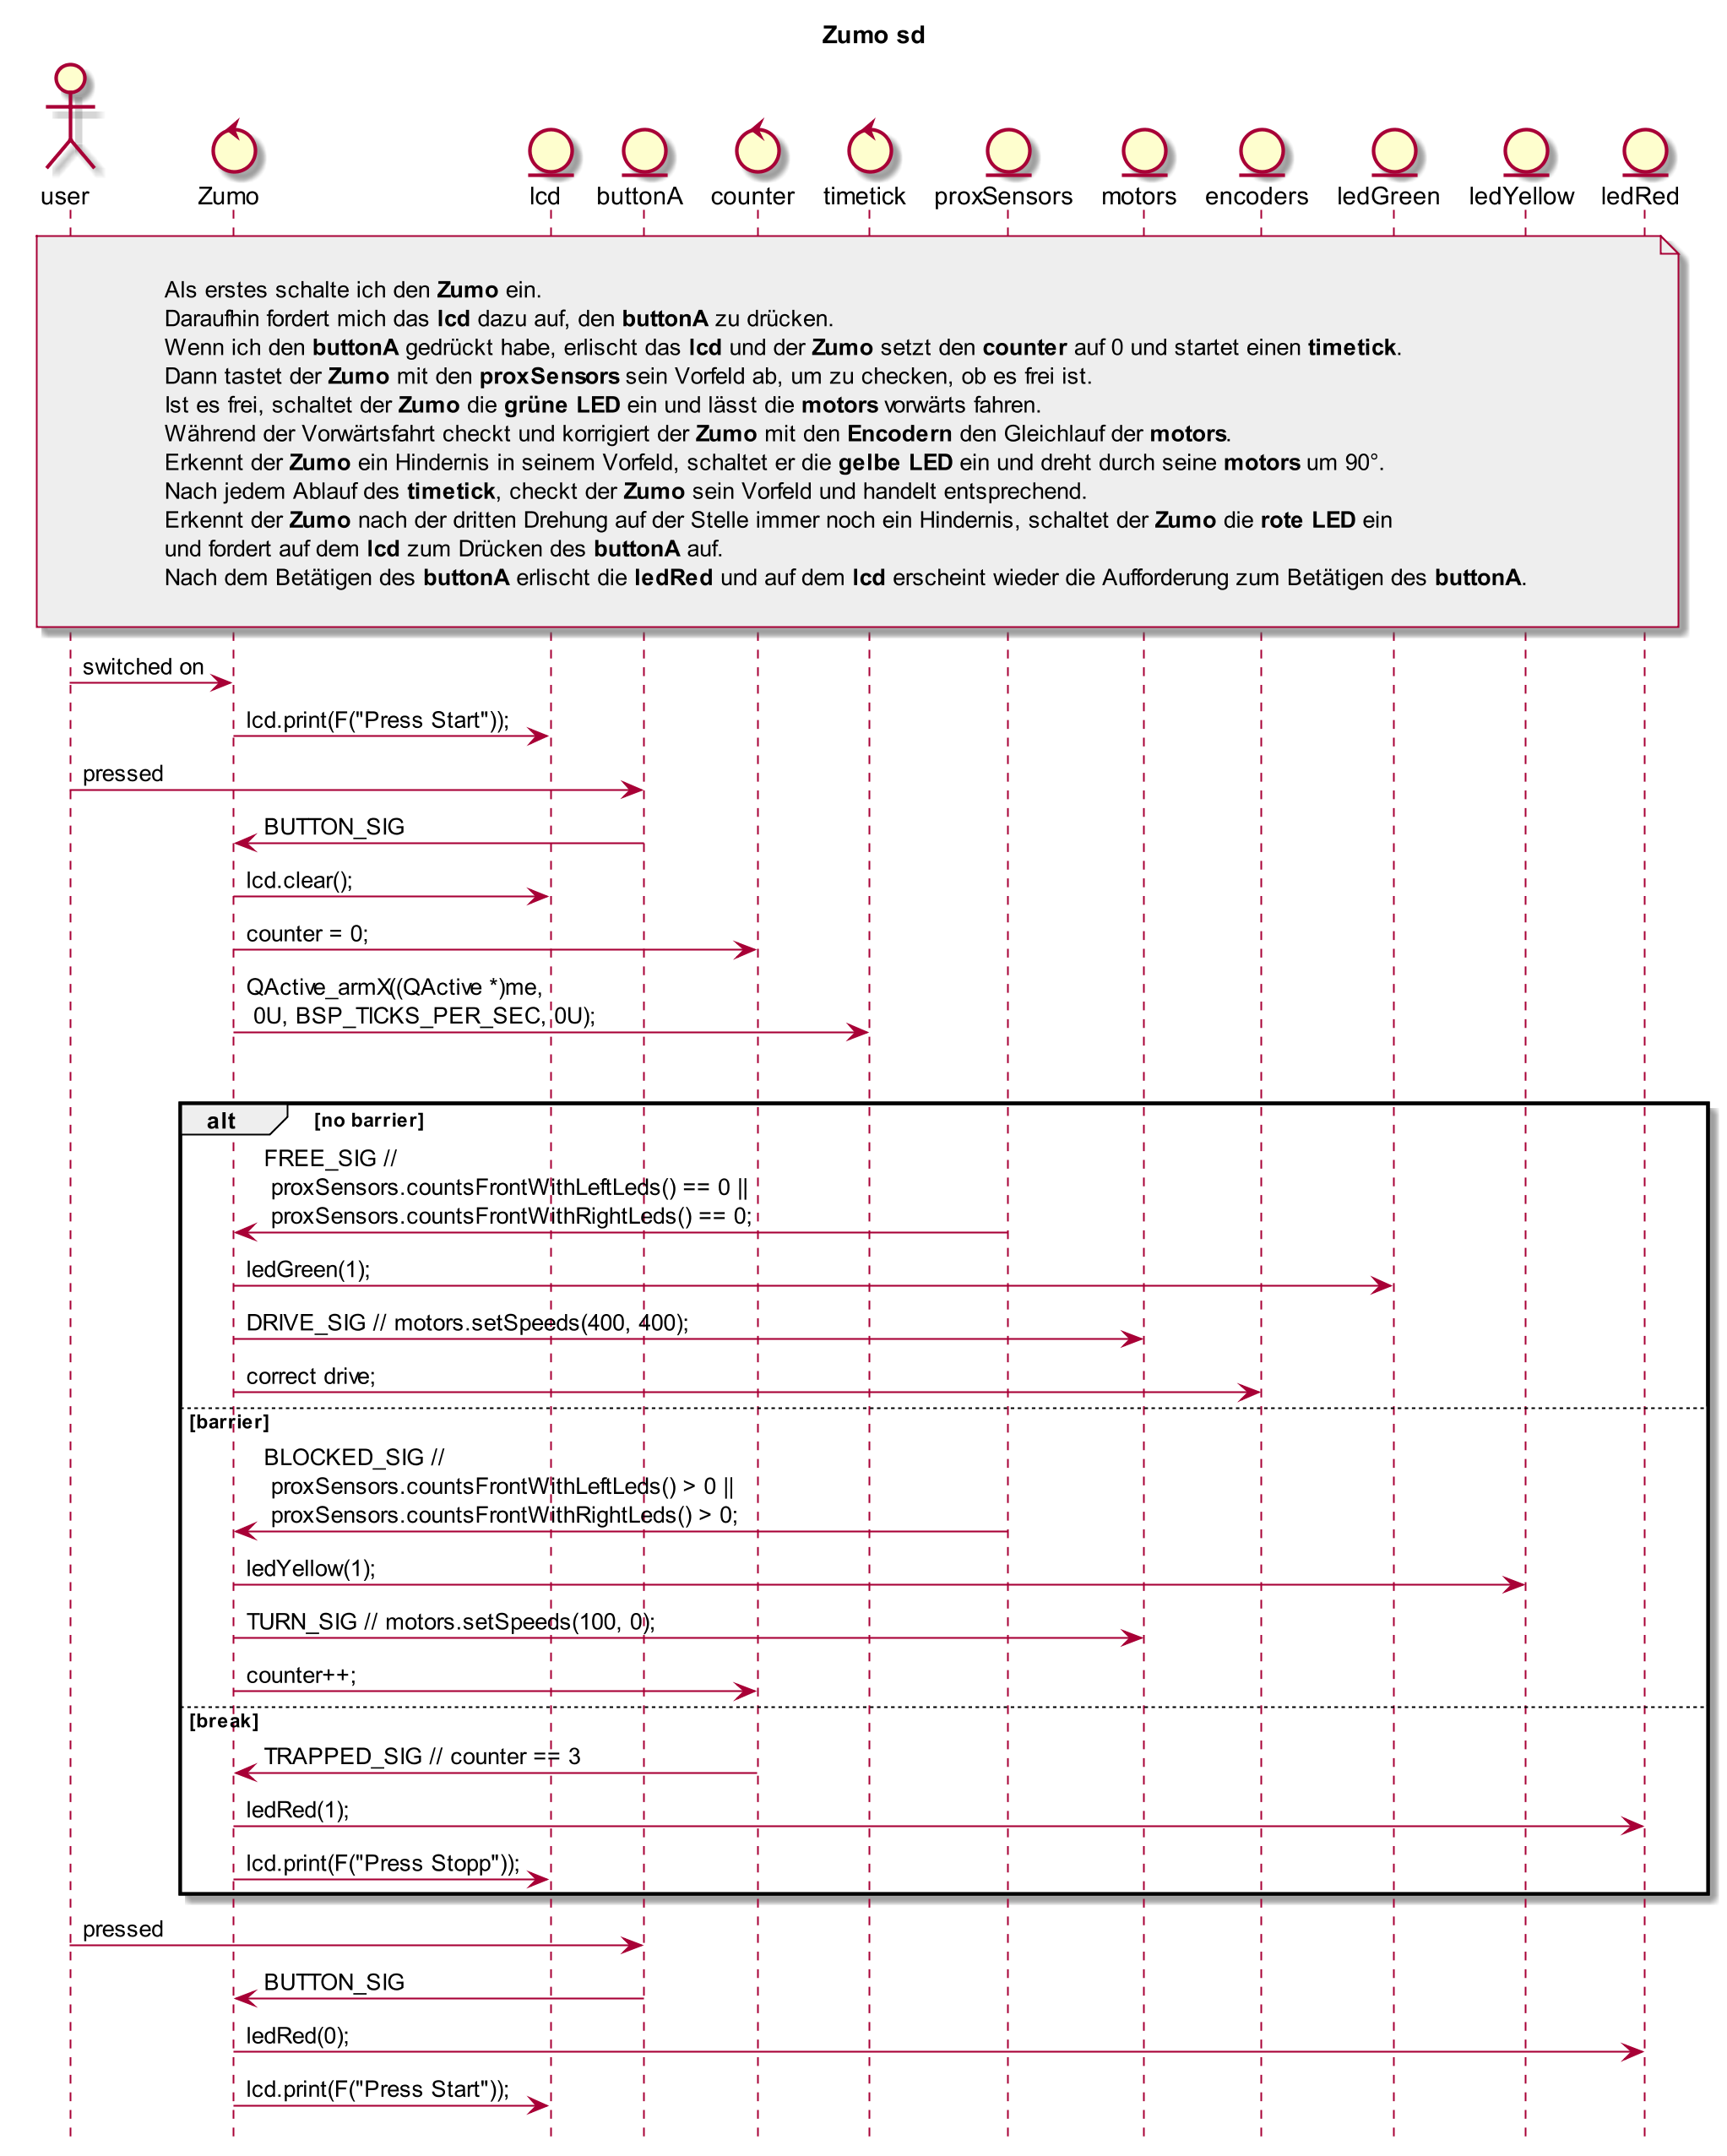 Zumo sd
user Zumo lcd buttonA counter timetick proxSensors motors encoders ledGreen ledYellow ledRed
Als erstes schalte ich den Zumo ein.
Daraufhin fordert mich das lcd dazu auf, den buttonA zu drücken.
Wenn ich den buttonA gedrückt habe, erlischt das lcd und der Zumo setzt den counter auf 0 und startet einen timetick.
Dann tastet der Zumo mit den proxSensors sein Vorfeld ab, um zu checken, ob es frei ist.
Ist es frei, schaltet der Zumo die grüne LED ein und lässt die motors vorwärts fahren.
Während der Vorwärtsfahrt checkt und korrigiert der Zumo mit den Encodern den Gleichlauf der motors.
Erkennt der Zumo ein Hindernis in seinem Vorfeld, schaltet er die gelbe LED ein und dreht durch seine motors um 90°.
Nach jedem Ablauf des timetick, checkt der Zumo sein Vorfeld und handelt entsprechend.
Erkennt der Zumo nach der dritten Drehung auf der Stelle immer noch ein Hindernis, schaltet der Zumo die rote LED ein
und fordert auf dem lcd zum Drücken des buttonA auf.
Nach dem Betätigen des buttonA erlischt die ledRed und auf dem lcd erscheint wieder die Aufforderung zum Betätigen des buttonA.
switched on
lcd.print(F("Press Start"));
pressed
BUTTON_SIG
lcd.clear();
counter = 0;
QActive_armX((QActive *)me,
0U, BSP_TICKS_PER_SEC, 0U);
alt [no barrier]
FREE_SIG //
proxSensors.countsFrontWithLeftLeds() == 0 ||
proxSensors.countsFrontWithRightLeds() == 0;
ledGreen(1);
DRIVE_SIG // motors.setSpeeds(400, 400);
correct drive;
[barrier]
BLOCKED_SIG //
proxSensors.countsFrontWithLeftLeds() > 0 ||
proxSensors.countsFrontWithRightLeds() > 0;
ledYellow(1);
TURN_SIG // motors.setSpeeds(100, 0);
counter++;
[break]
TRAPPED_SIG // counter == 3
ledRed(1);
lcd.print(F("Press Stopp"));
pressed
BUTTON_SIG
ledRed(0);
lcd.print(F("Press Start"));